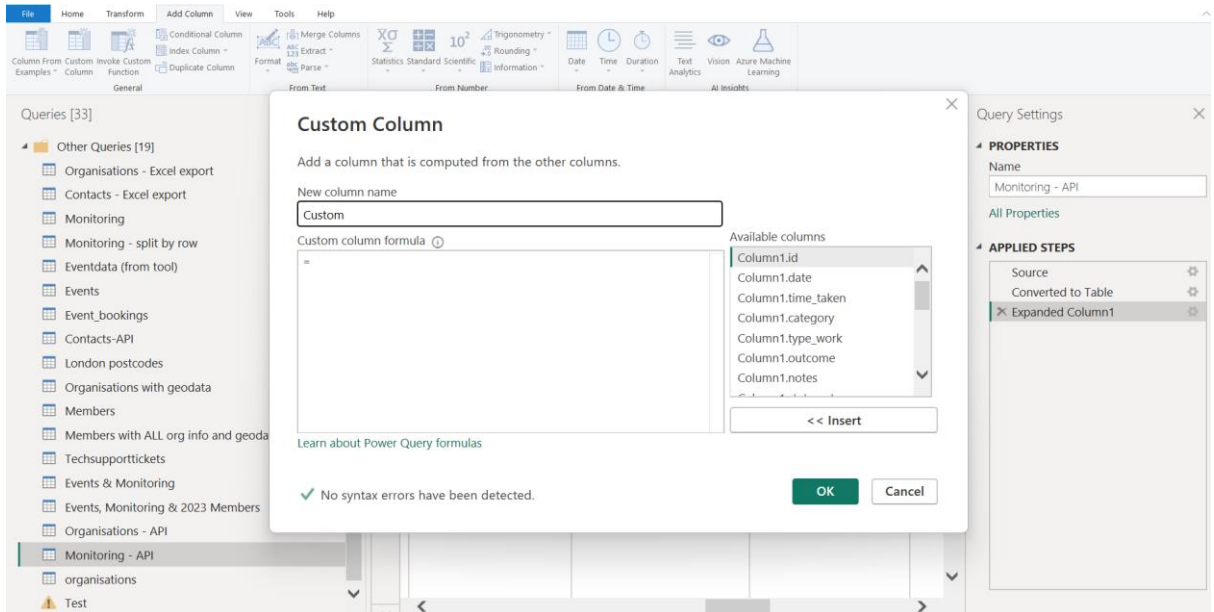 File Home Transform Add Column View Tools Help
Column From Examples
Custom Column
Invoke Custom Function
Conditional Column
Index Column
Duplicate Column
General
Format
ABC
Merge Columns
ABC 123 Extract
Parse
From Text
XO Σ
Statistics
Standard
10² Scientific
Trigonometry
Rounding
Information
From Number
Date
Time
Duration
From Date & Time
Text Analytics
Vision
Azure Machine Learning
AI Insights
Queries [33]
Other Queries [19]
Organisations - Excel export
Contacts - Excel export
Monitoring
Monitoring - split by row
Eventdata (from tool)
Events
Event_bookings
Contacts-API
London postcodes
Organisations with geodata
Members
Members with ALL org info and geoda
Techsupporttickets
Events & Monitoring
Events, Monitoring & 2023 Members
Organisations - API
Monitoring - API
organisations
Test
Custom Column
Add a column that is computed from the other columns.
New column name
Custom
Custom column formula
=
Available columns
Column1.id
Column1.date
Column1.time_taken
Column1.category
Column1.type_work
Column1.outcome
Column1.notes
<< Insert
Learn about Power Query formulas
No syntax errors have been detected.
OK
Cancel
Query Settings
PROPERTIES
Name
Monitoring - API
All Properties
APPLIED STEPS
Source
Converted to Table
Expanded Column1